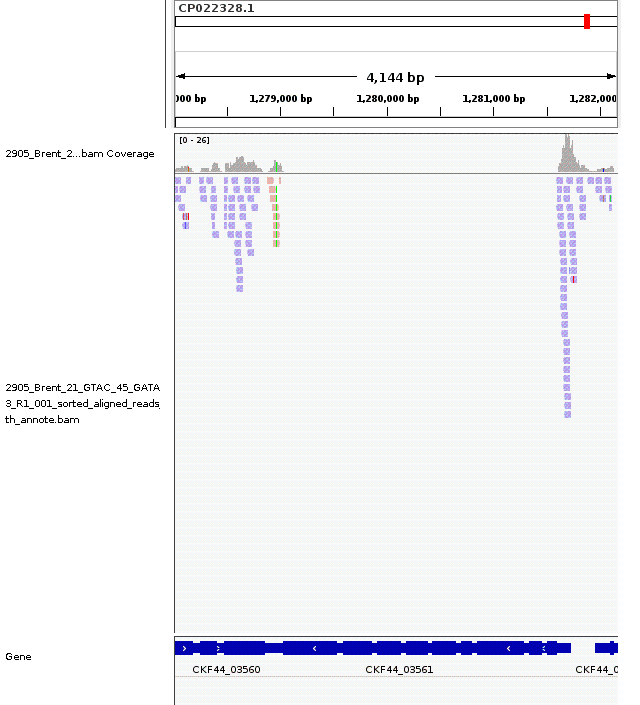 CP022328.1
4,144 bp
000 bp 1,279,000 bp 1,280,000 bp 1,281,000 bp 1,282,000
[0 - 26]
2905_Brent_2...bam Coverage
2905_Brent_21_GTAC_45_GATA
3_R1_001_sorted_aligned_reads_
th_annote.bam
Gene
CKF44_03560 CKF44_03561 CKF44_0